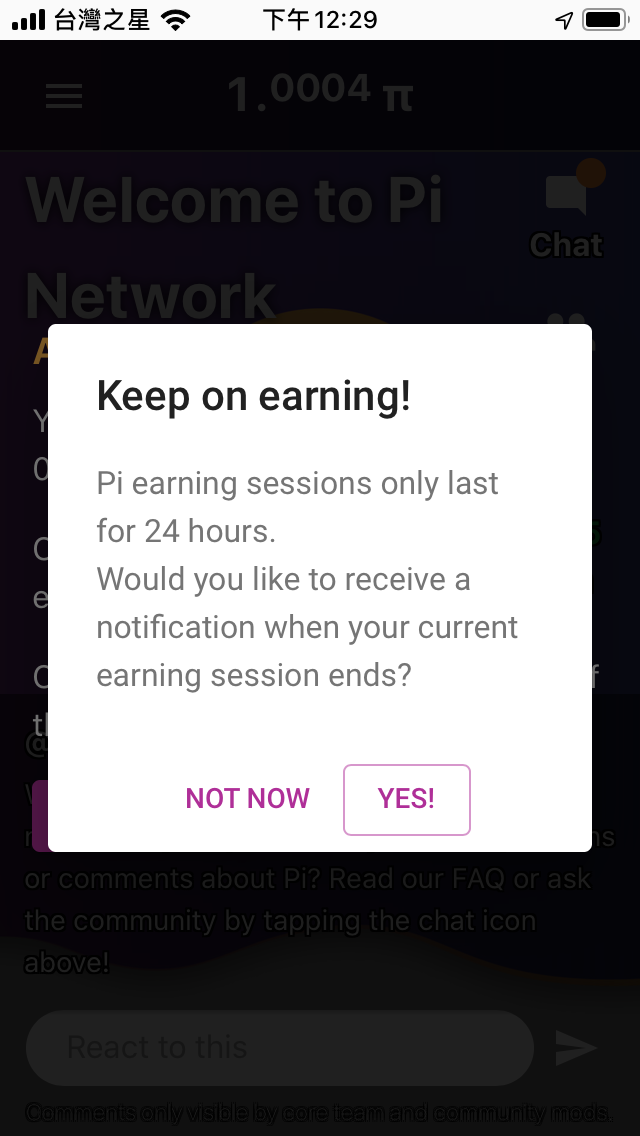 台灣之星 下午12:29
1.0004 π
Welcome to Pi
Chat
Network
Keep on earning!
Pi earning sessions only last
for 24 hours.
Would you like to receive a
notification when your current
earning session ends?
NOT NOW YES!
or comments about Pi? Read our FAQ or ask
the community by tapping the chat icon
above!
React to this
Comments only visible by core team and community mods.